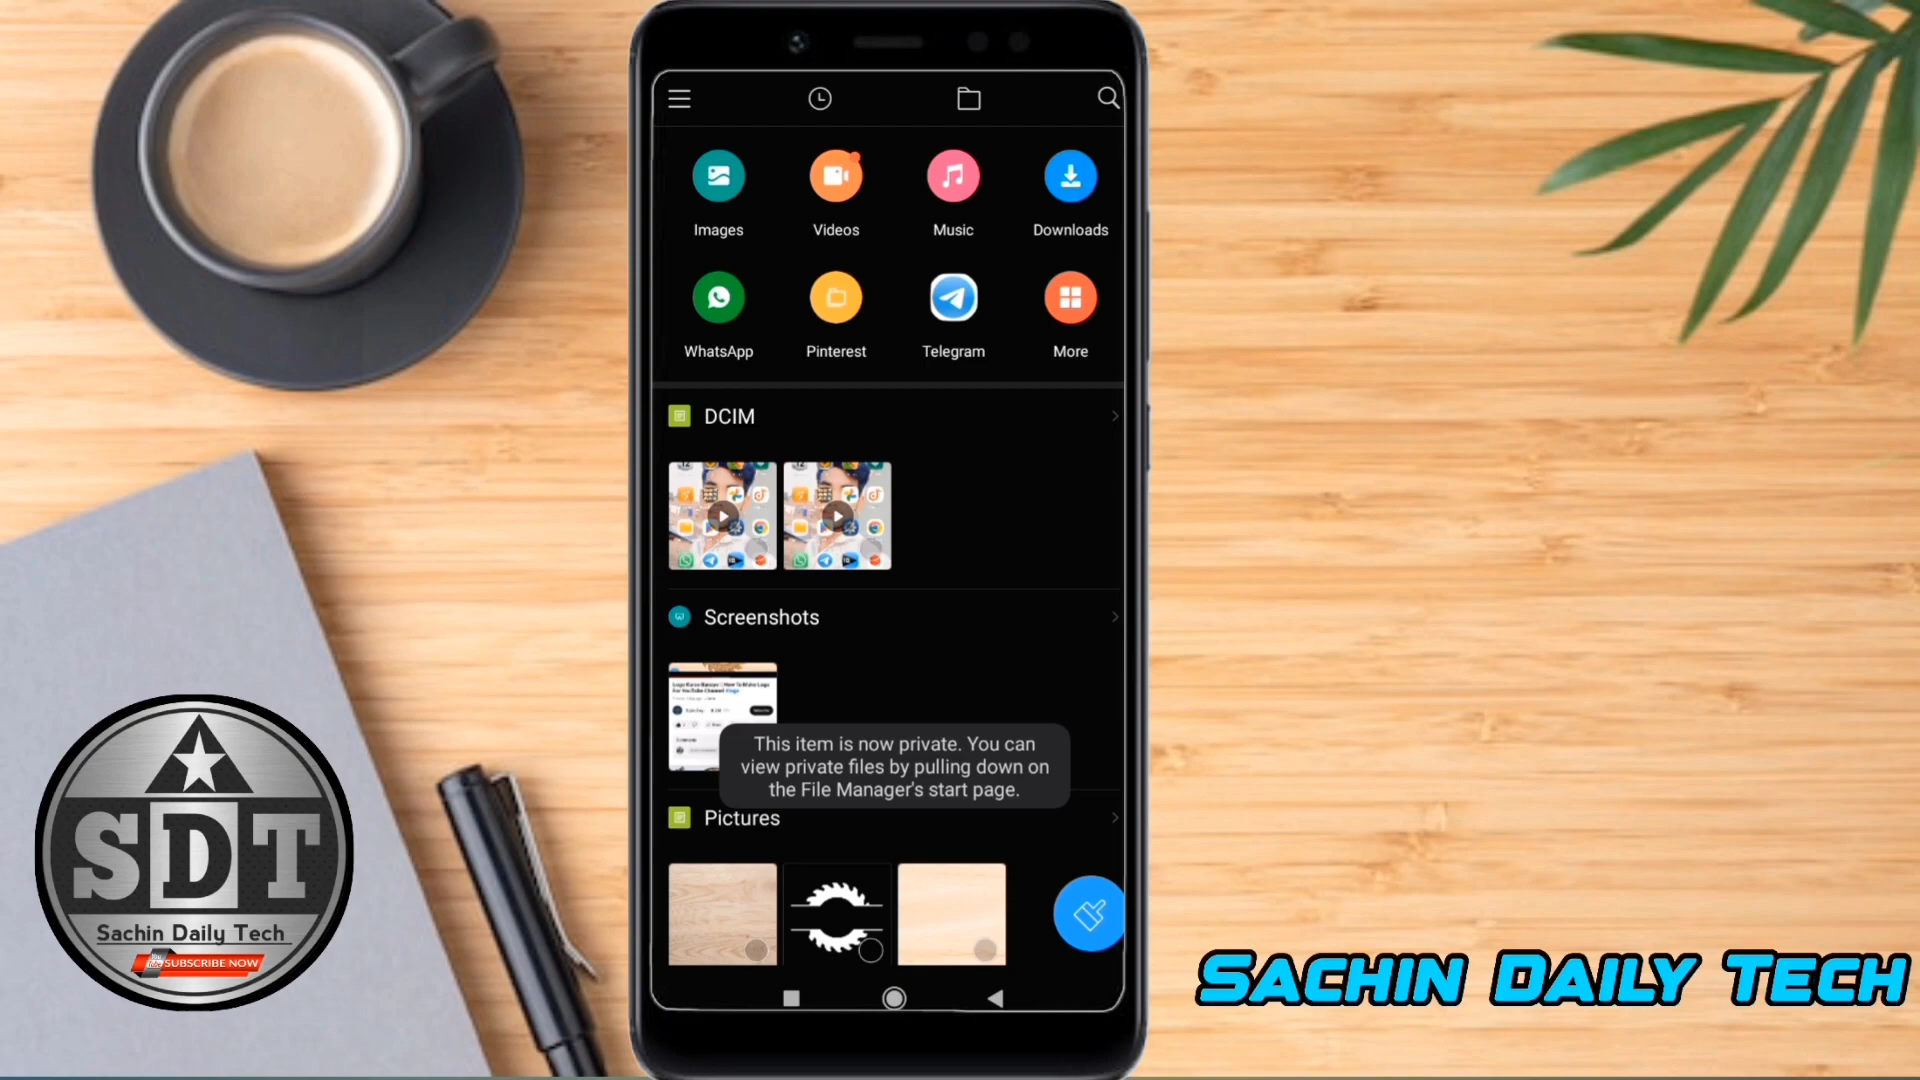 Images
Videos
Music
Downloads
WhatsApp
Pinterest
Telegram
More
DCIM
Screenshots
This item is now private. You can
view private files by pulling down on
the File Manager's start page.
Pictures
SDT
Sachin Daily Tech
SUBSCRIBE NOW
SACHIN DAILY TECH